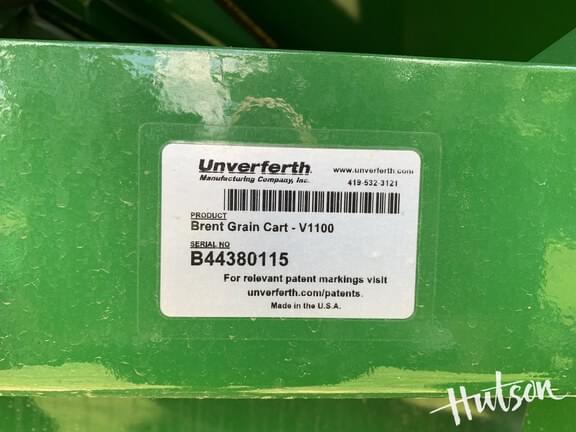 Unverferth
Manufacturing Company, Inc.
www.unverferth.com
419-532-3121
PRODUCT
Brent Grain Cart - V1100
SERIAL NO
B44380115
For relevant patent markings visit
unverferth.com/patents.
Made in the U.S.A.
Hutson